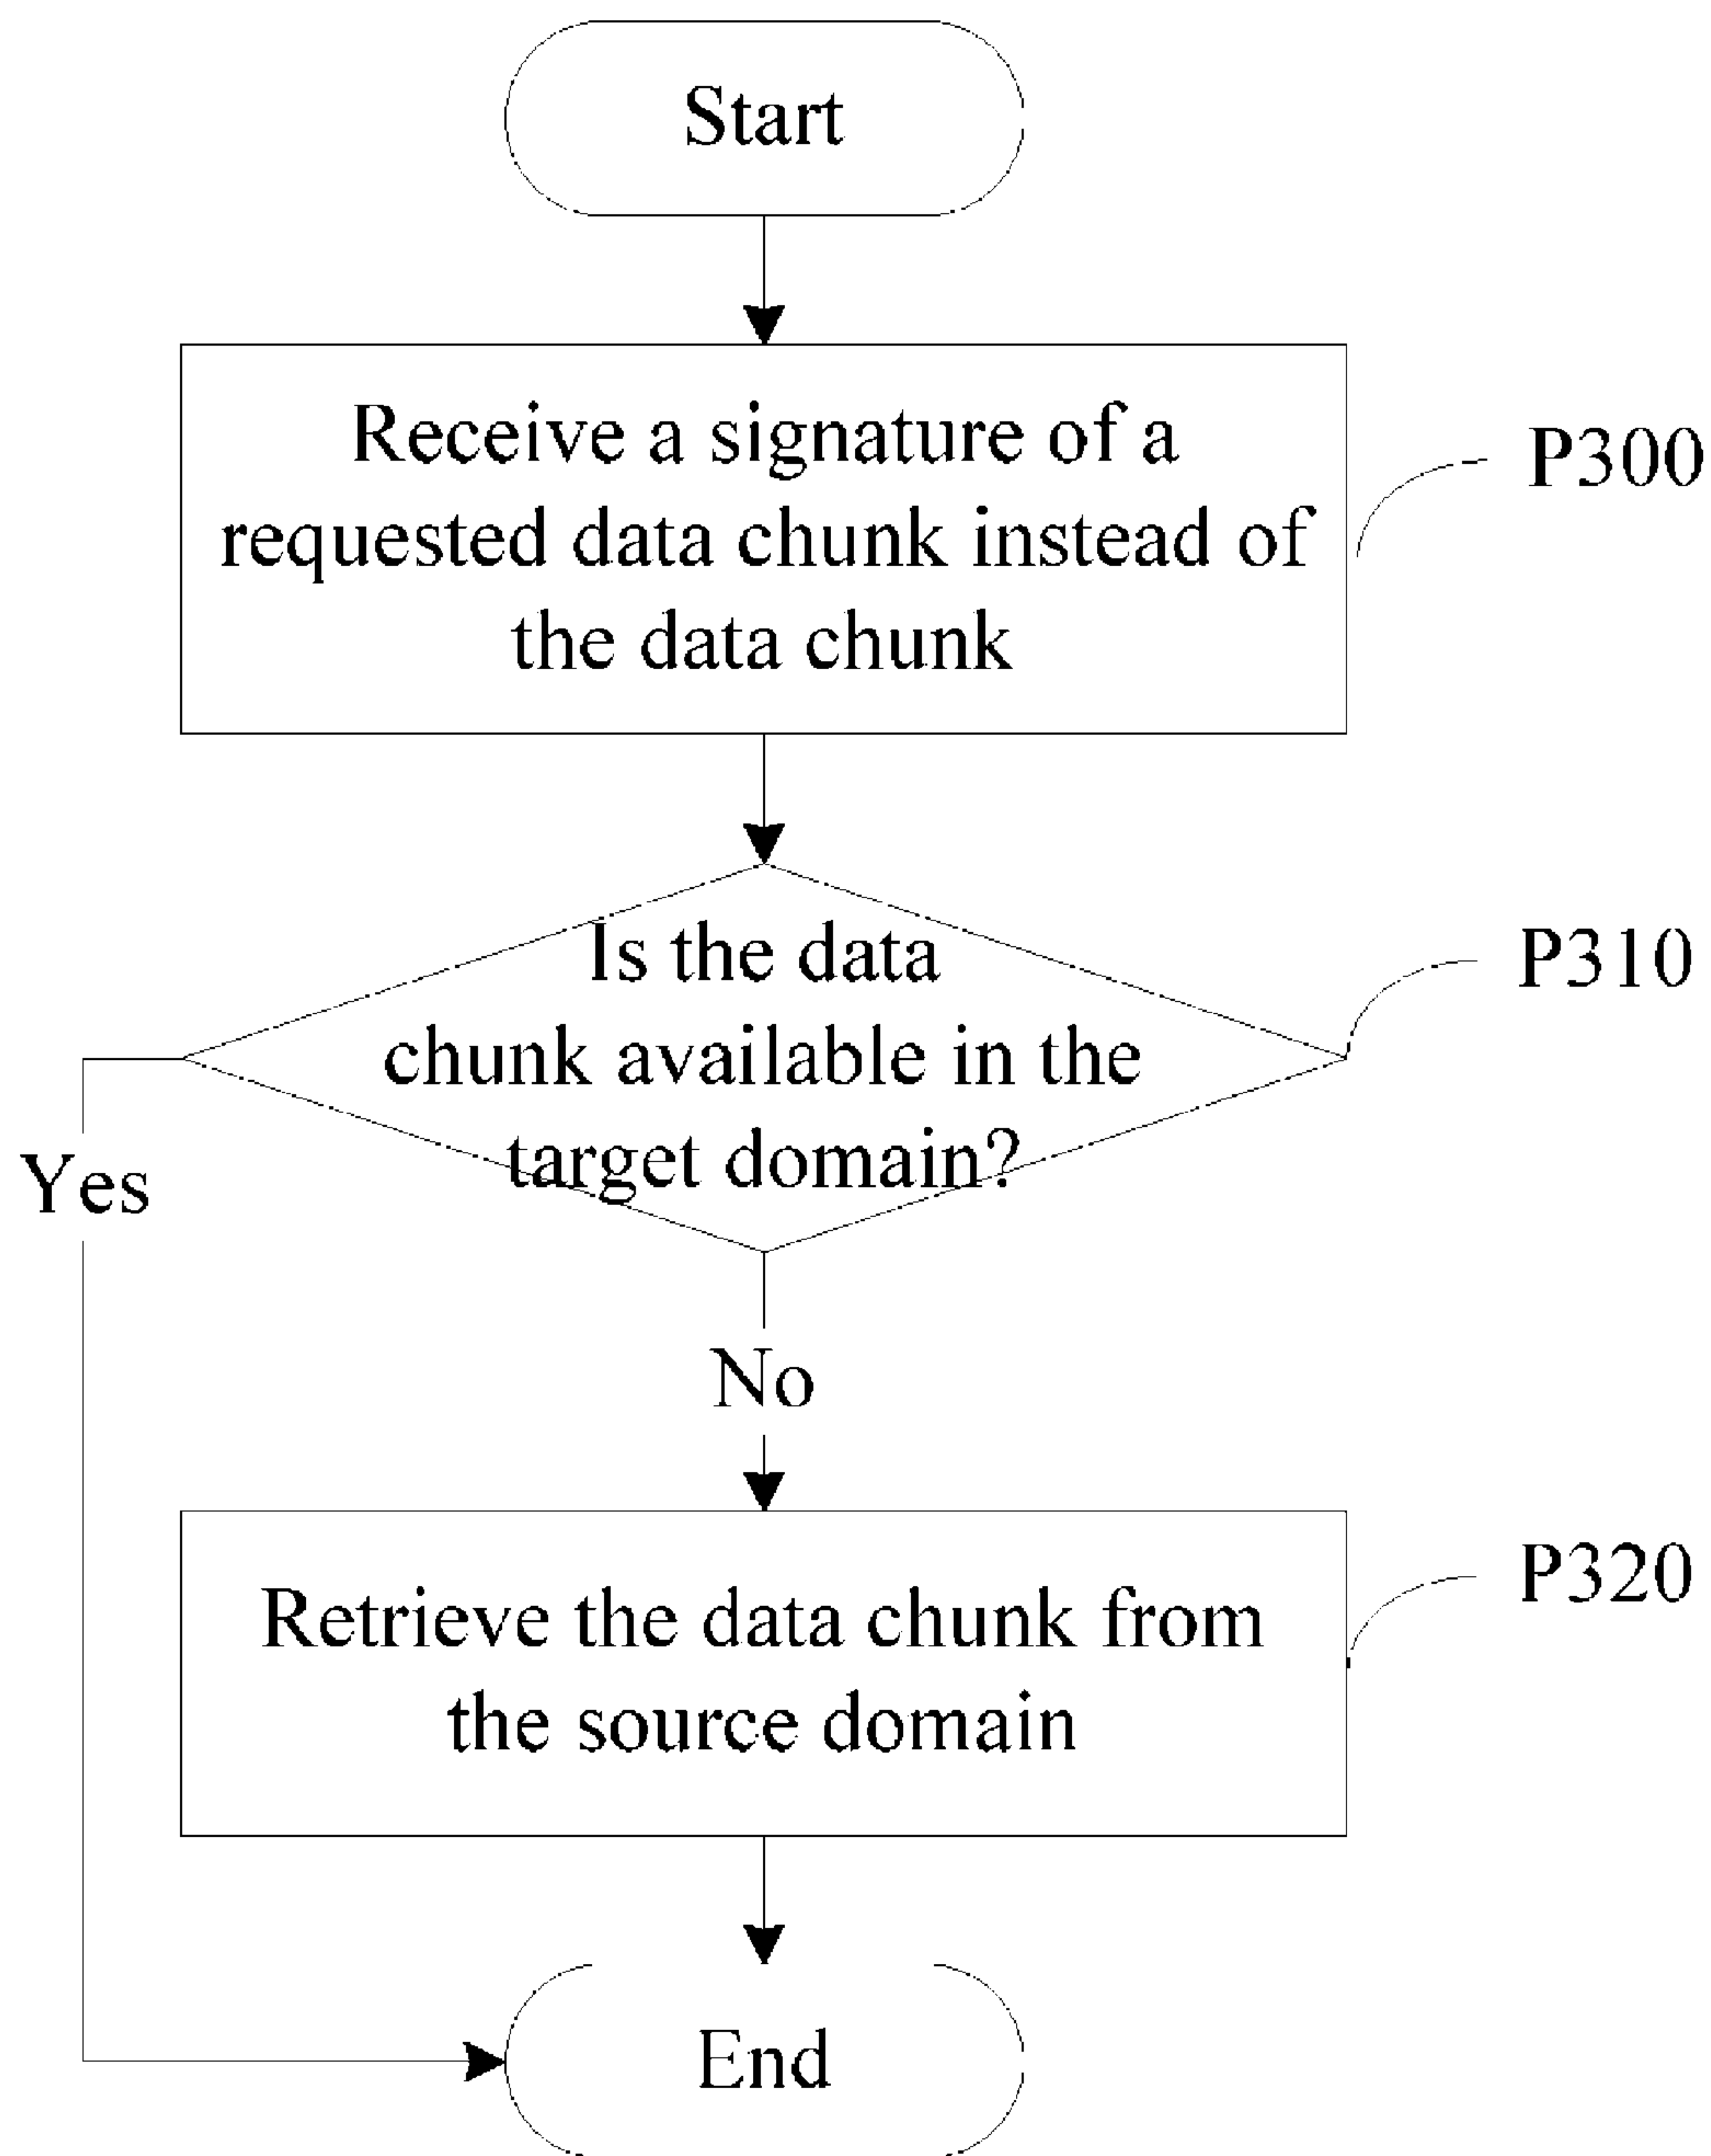 Start
Receive a signature of a
requested data chunk instead of
the data chunk
P300
Is the data
chunk available in the
target domain?
P310
Yes
No
Retrieve the data chunk from
the source domain
P320
End